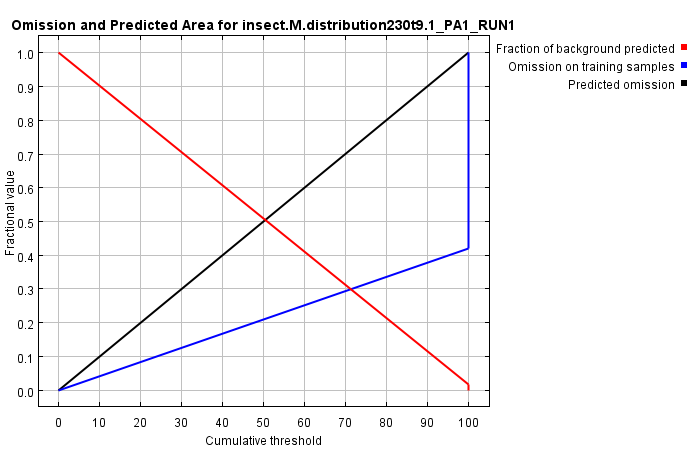 Omission and Predicted Area for insect.M.distribution230t9.1_PA1_RUN1
Fraction of background predicted
Omission on training samples
Predicted omission
Fractional value
1.0
0.9
0.8
0.7
0.6
0.5
0.4
0.3
0.2
0.1
0.0
0 10 20 30 40 50 60 70 80 90 100
Cumulative threshold